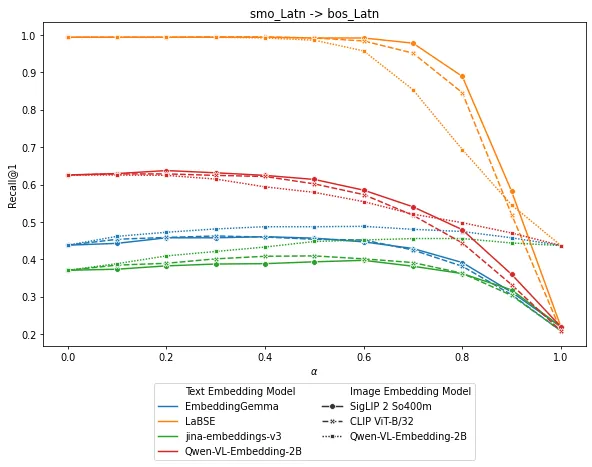 smo_Latn -> bos_Latn
Recall@1
1.0
0.9
0.8
0.7
0.6
0.5
0.4
0.3
0.2
0.0 0.2 0.4 0.6 0.8 1.0
α
Text Embedding Model Image Embedding Model
EmbeddingGemma SigLIP 2 So400m
LaBSE CLIP ViT-B/32
jina-embeddings-v3 Qwen-VL-Embedding-2B
Qwen-VL-Embedding-2B